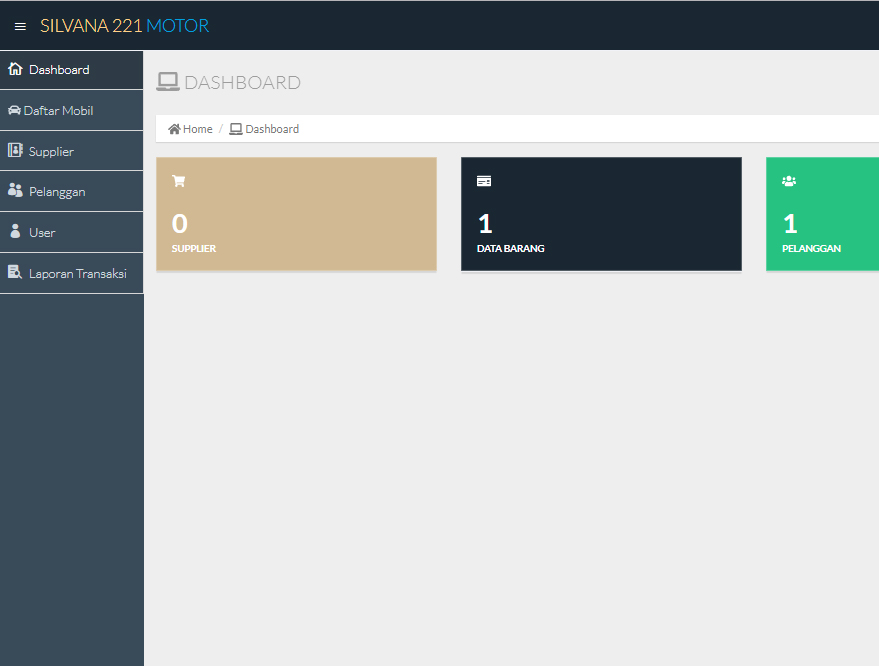 SILVANA 221 MOTOR
Dashboard
Daftar Mobil
Supplier
Pelanggan
User
Laporan Transaksi
DASHBOARD
Home / Dashboard
0
SUPPLIER
1
DATA BARANG
1
PELANGGAN